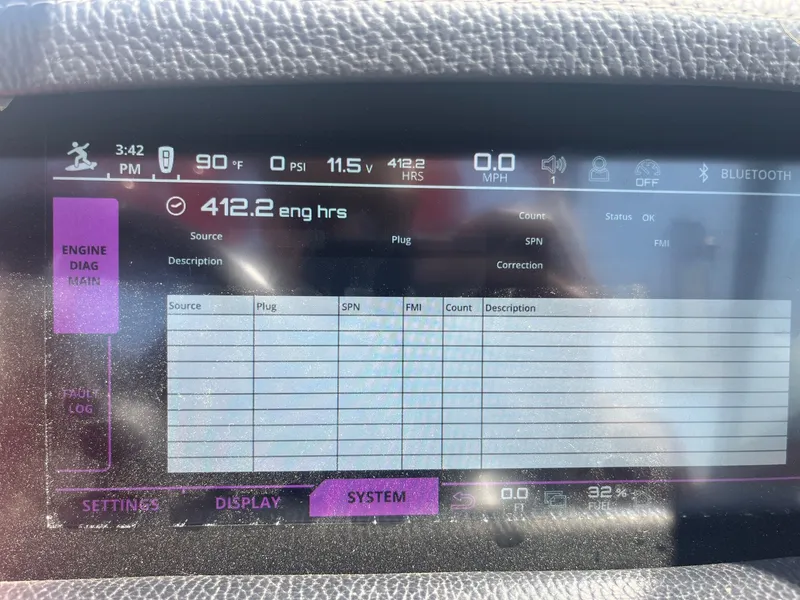 3:42 PM 90 °F 0 PSI 11.5 V 412.2 HRS 0.0 MPH 1 OFF BLUETOOTH
412.2 eng hrs
Count Status OK
Source Plug SPN FMI
Description Correction
ENGINE
DIAG
MAIN
Source Plug SPN FMI Count Description
FAULT
LOG
SETTINGS DISPLAY SYSTEM 0.0 FT 32 % FUEL